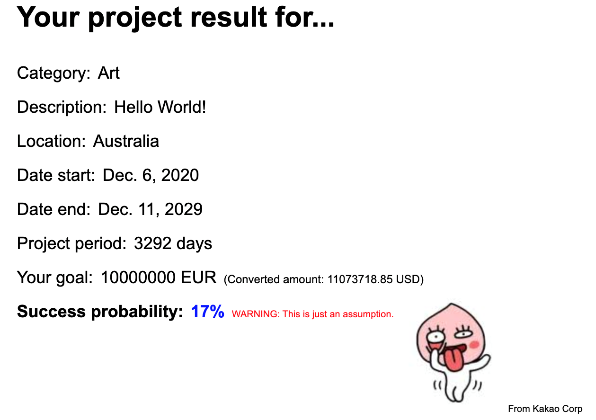 Your project result for...
Category: Art
Description: Hello World!
Location: Australia
Date start: Dec. 6, 2020
Date end: Dec. 11, 2029
Project period: 3292 days
Your goal: 10000000 EUR (Converted amount: 11073718.85 USD)
Success probability: 17% WARNING: This is just an assumption.
From Kakao Corp